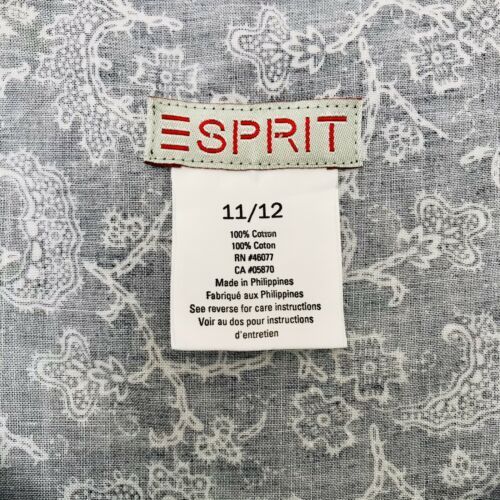 ESPRIT
11/12
100% Cotton
100% Coton
RN #46077
CA #05870
Made in Philippines
Fabriqué aux Philippines
See reverse for care instructions
Voir au dos pour instructions
d'entretien